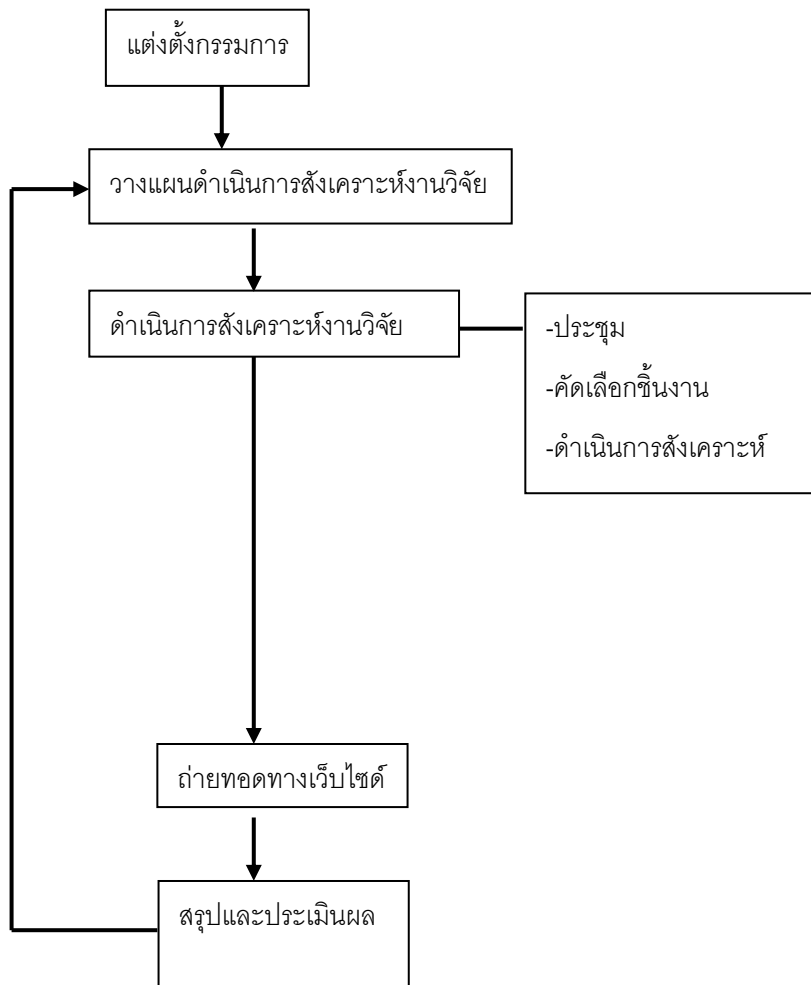 แต่งตั้งกรรมการ
วางแผนดำเนินการสังเคราะห์งานวิจัย
ดำเนินการสังเคราะห์งานวิจัย
-ประชุม
-คัดเลือกชิ้นงาน
-ดำเนินการสังเคราะห์
ถ่ายทอดทางเว็บไซด์
สรุปและประเมินผล